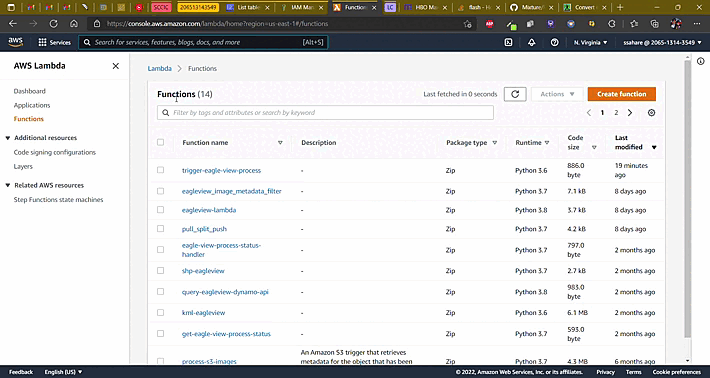 SCCTC
206513143549
List table
IAM Man
Function
LC
HBO Ma
flash - H
Mature/
Convert
https://console.aws.amazon.com/lambda/home?region=us-east-1#/functions
aws
Services
Search for services, features, blogs, docs, and more
[Alt+S]
N. Virginia
ssahare @ 2065-1314-3549
AWS Lambda
Dashboard
Applications
Functions
Additional resources
Code signing configurations
Layers
Related AWS resources
Step Functions state machines
Lambda > Functions
Functions (14)
Last fetched in 0 seconds
Actions
Create function
Filter by tags and attributes or search by keyword
1 2
Function name Description Package type Runtime Code size Last modified
trigger-eagle-view-process - Zip Python 3.6 886.0 byte 19 minutes ago
eagleview_image_metadata_filter - Zip Python 3.7 7.1 kB 8 days ago
eagleview-lambda - Zip Python 3.8 3.7 kB 8 days ago
pull_split_push - Zip Python 3.7 4.2 kB 8 days ago
eagle-view-process-status-handler - Zip Python 3.7 797.0 byte 2 months ago
shp-eagleview - Zip Python 3.7 2.7 kB 2 months ago
query-eagleview-dynamo-api - Zip Python 3.8 983.0 byte 2 months ago
kml-eagleview - Zip Python 3.6 6.1 MB 2 months ago
get-eagle-view-process-status - Zip Python 3.7 593.0 byte 2 months ago
process-s3-images An Amazon S3 trigger that retrieves metadata for the object that has been Zip Python 3.7 4.3 MB 6 months ago
Feedback
English (US)
© 2022, Amazon Web Services, Inc. or its affiliates.
Privacy
Terms
Cookie preferences